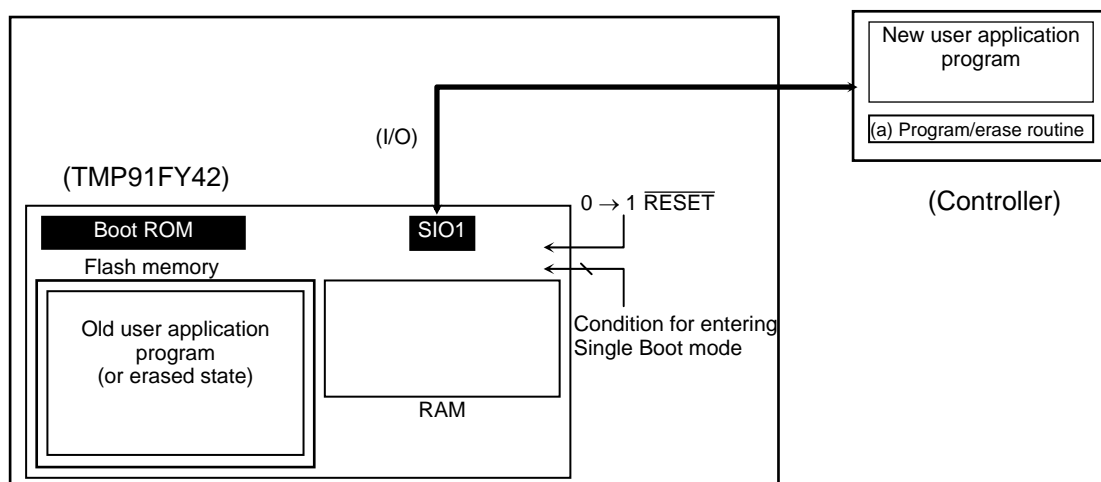 New user application
program
(a) Program/erase routine
(Controller)
(I/O)
(TMP91FY42)
0 → 1 RESET
Boot ROM
SIO1
Flash memory
Old user application
program
(or erased state)
Condition for entering
Single Boot mode
RAM